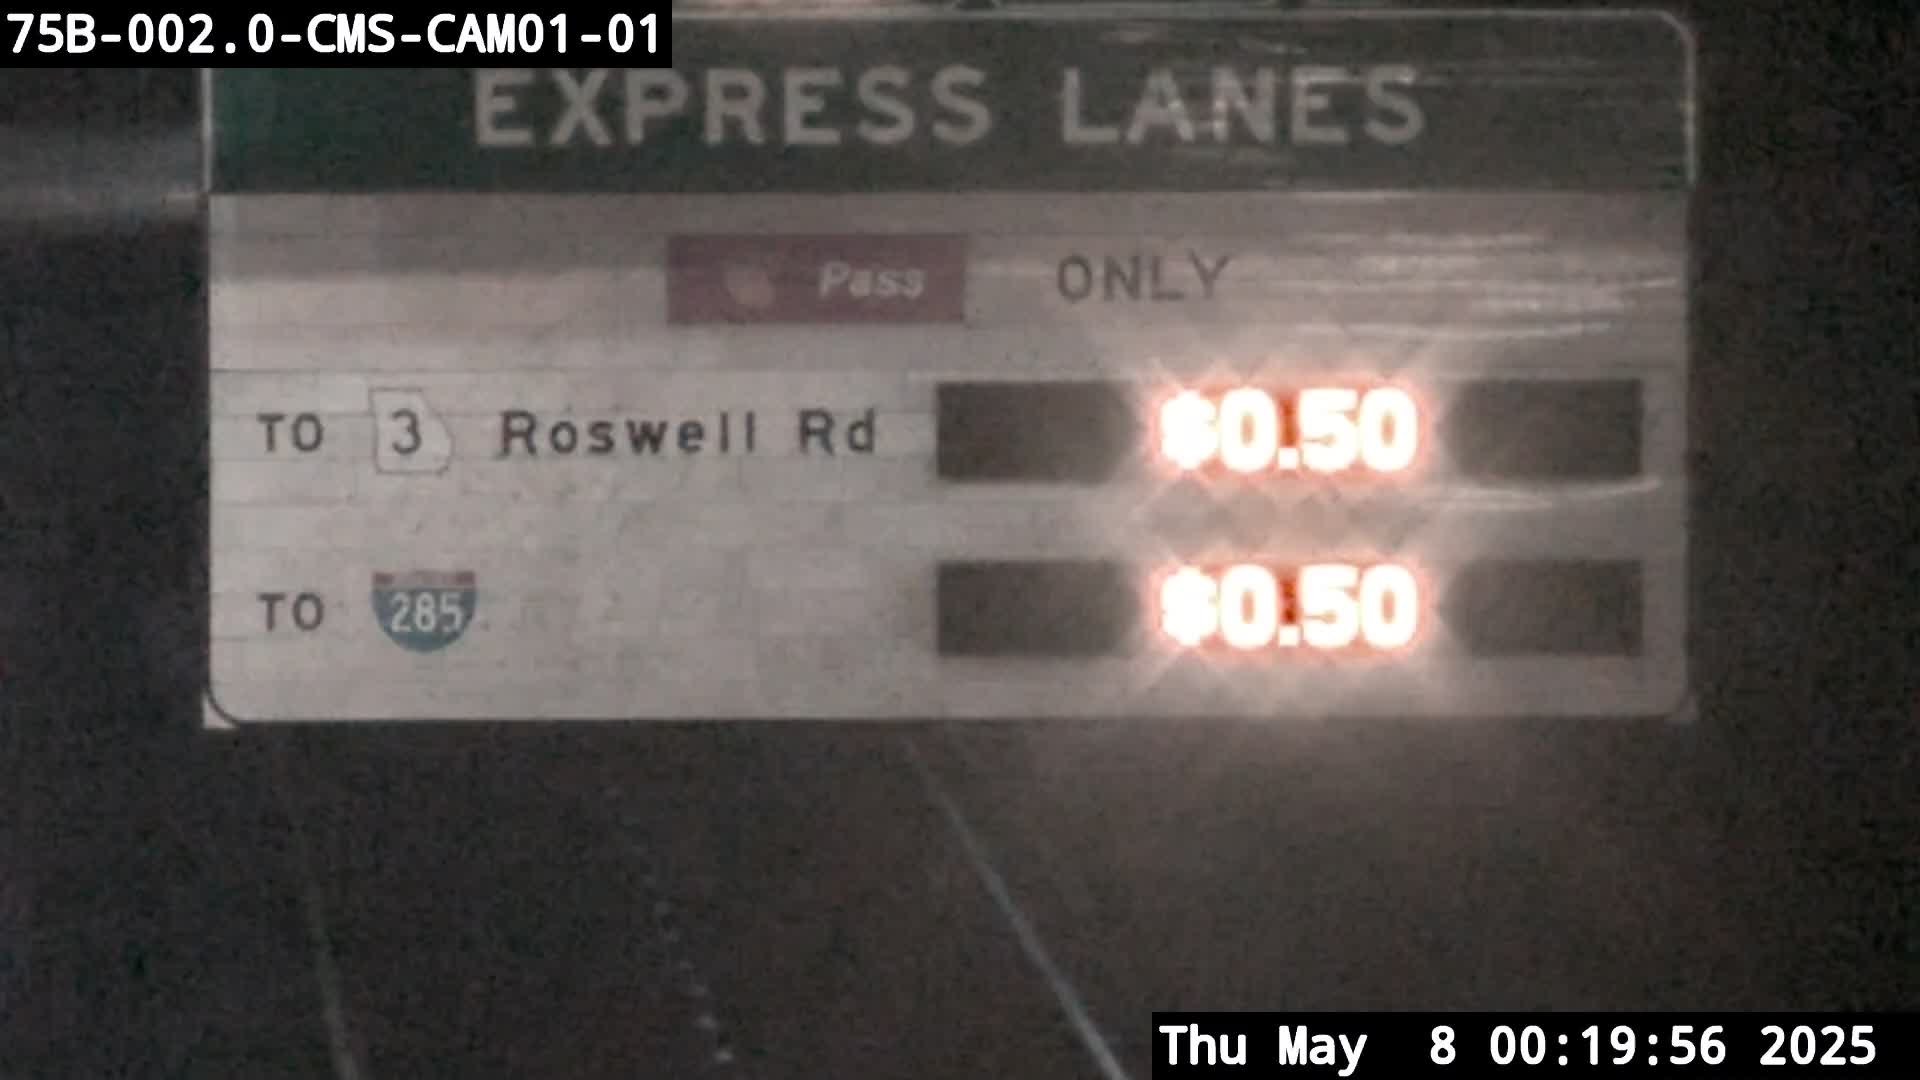 75B-002.0-CMS-CAM01-01
EXPRESS LANES
Pass ONLY
TO 3 Roswell Rd $0.50
TO 285 $0.50
Thu May 8 00:19:56 2025